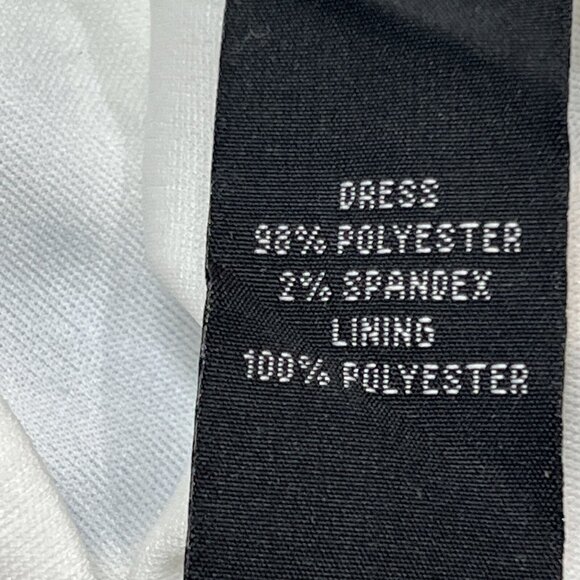 DRESS
98% POLYESTER
2% SPANDEX
LINING
100% POLYESTER